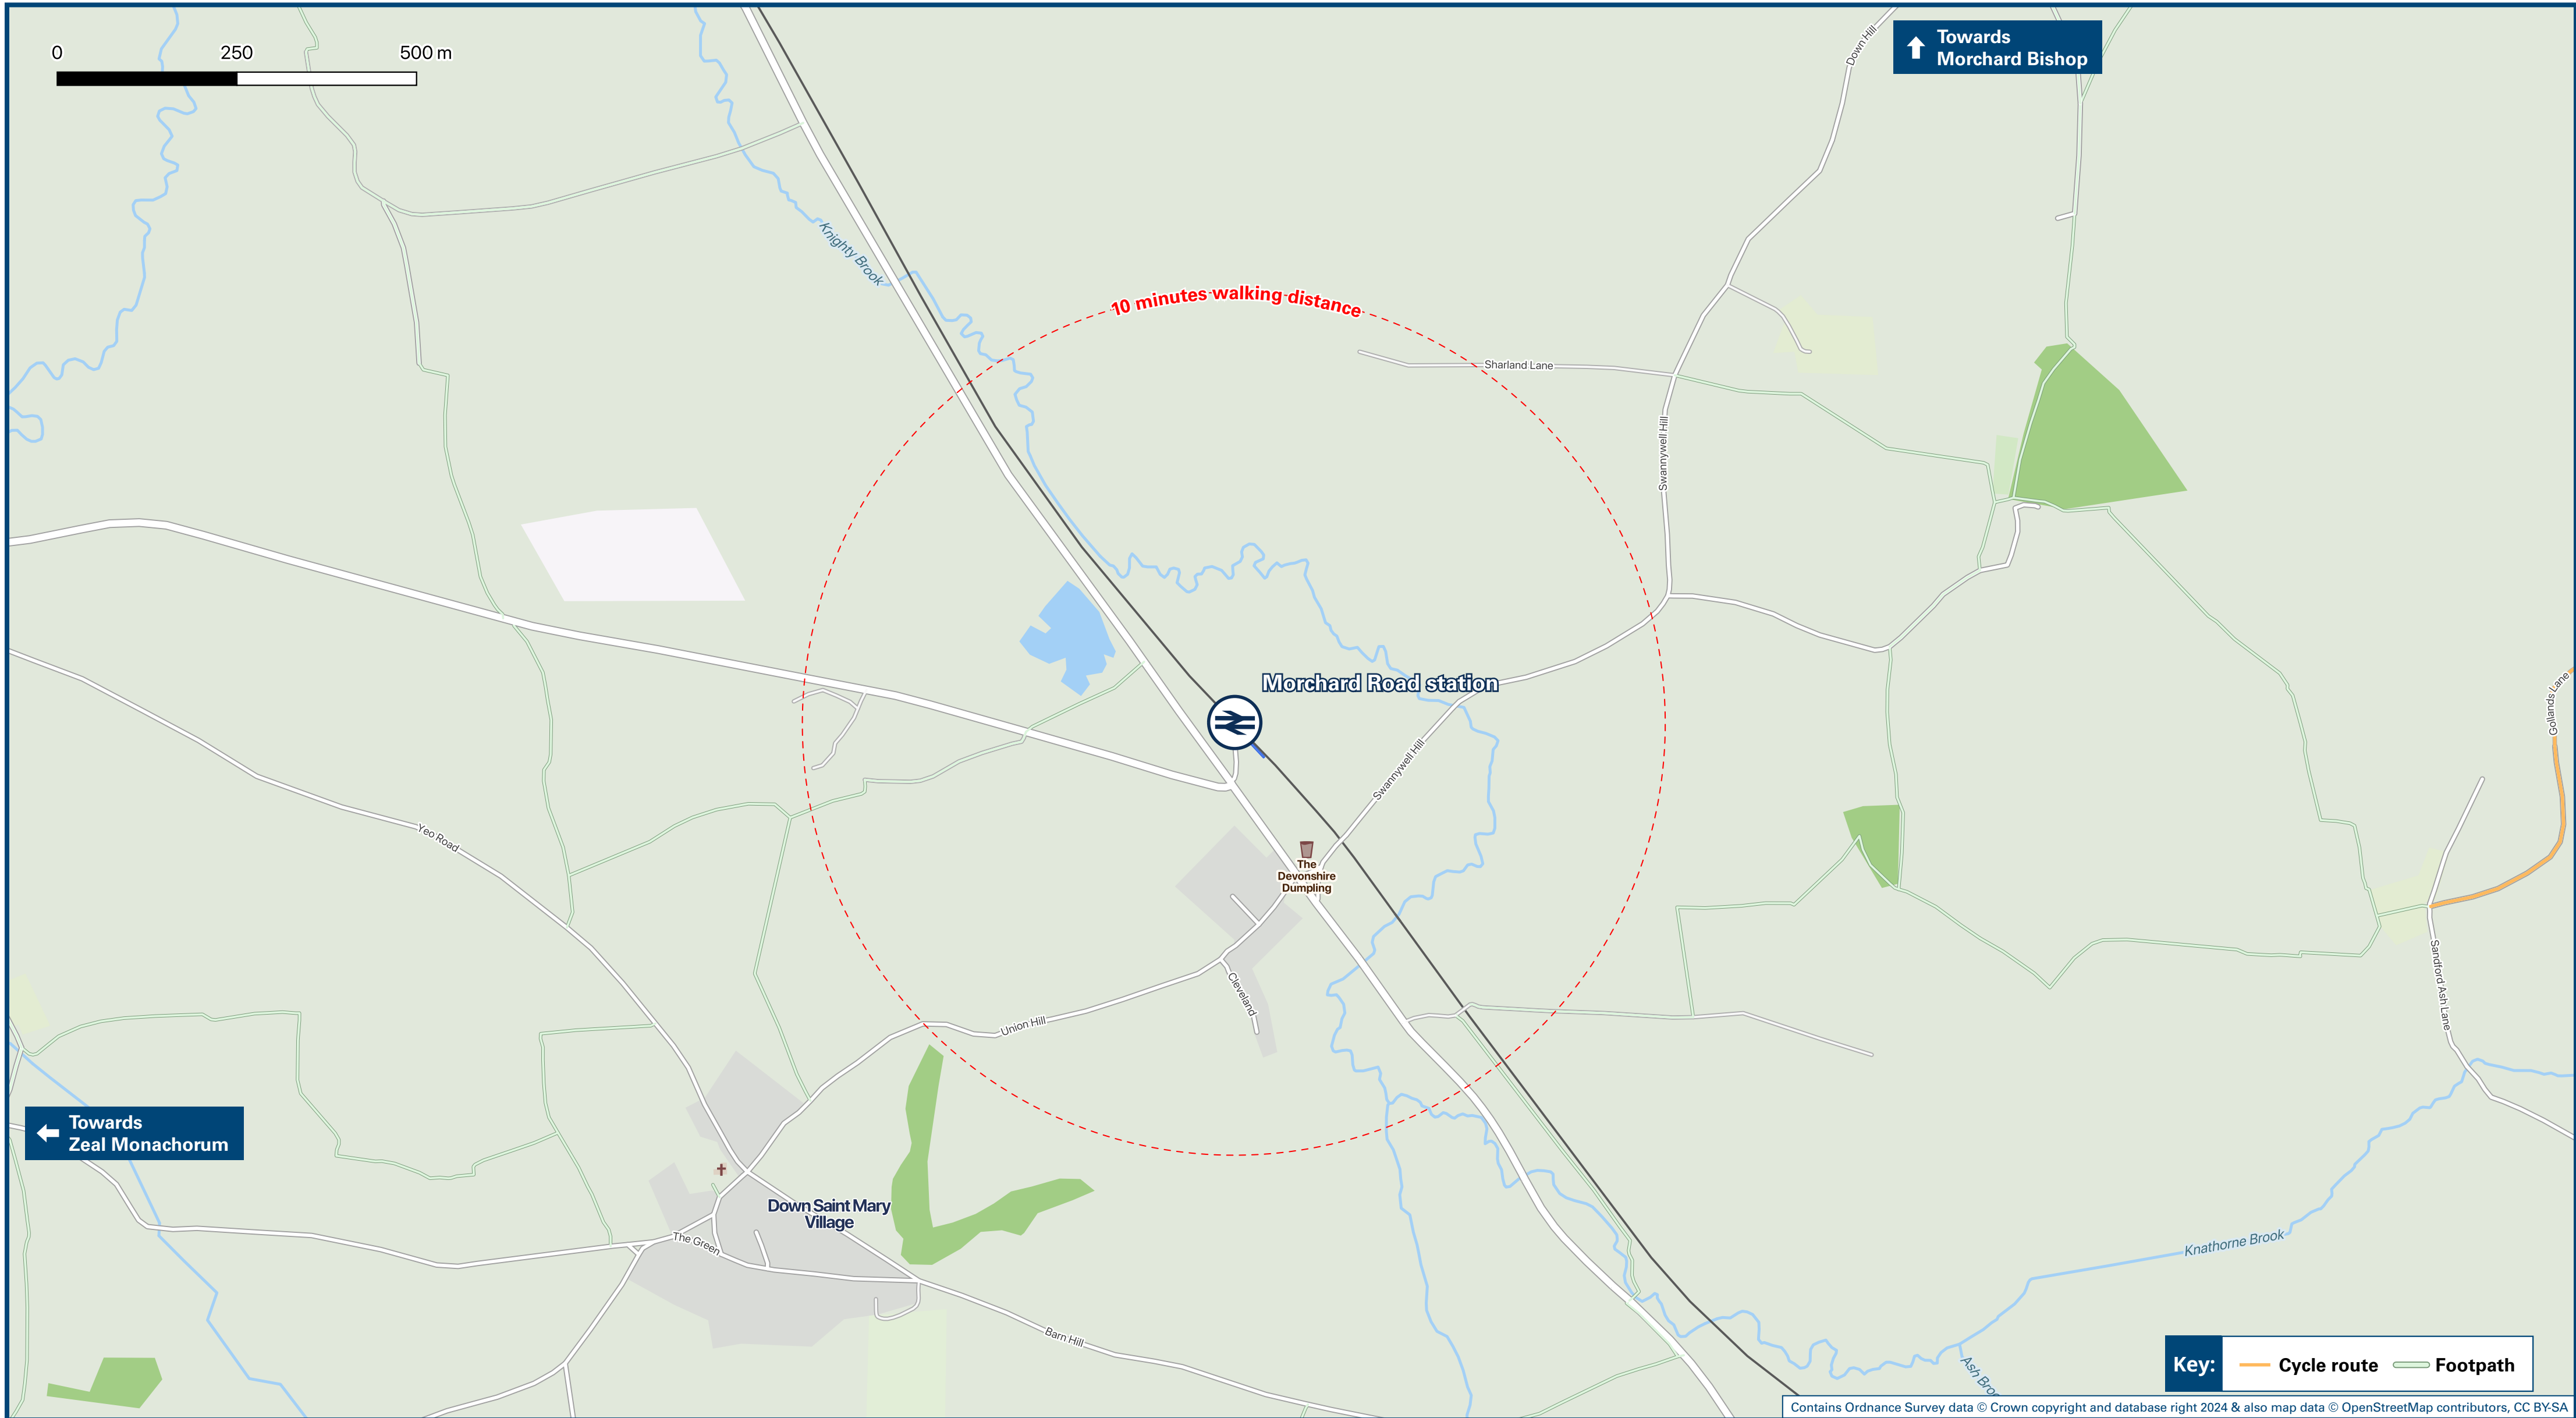 0 250 500 m
Towards
Morchard Bishop
Down Hill
Knighty Brook
10 minutes walking distance
Sharland Lane
Swannywell Hill
Morchard Road station
Gollands Lane
Swannywell Hill
Yeo Road
The
Devonshire
Dumpling
Cleveland
Sandford Ash Lane
Union Hill
Towards
Zeal Monachorum
Down Saint Mary
Village
The Green
Knathorne Brook
Barn Hill
Key: Cycle route Footpath
Contains Ordnance Survey data © Crown copyright and database right 2024 & also map data © OpenStreetMap contributors, CC BY-SA